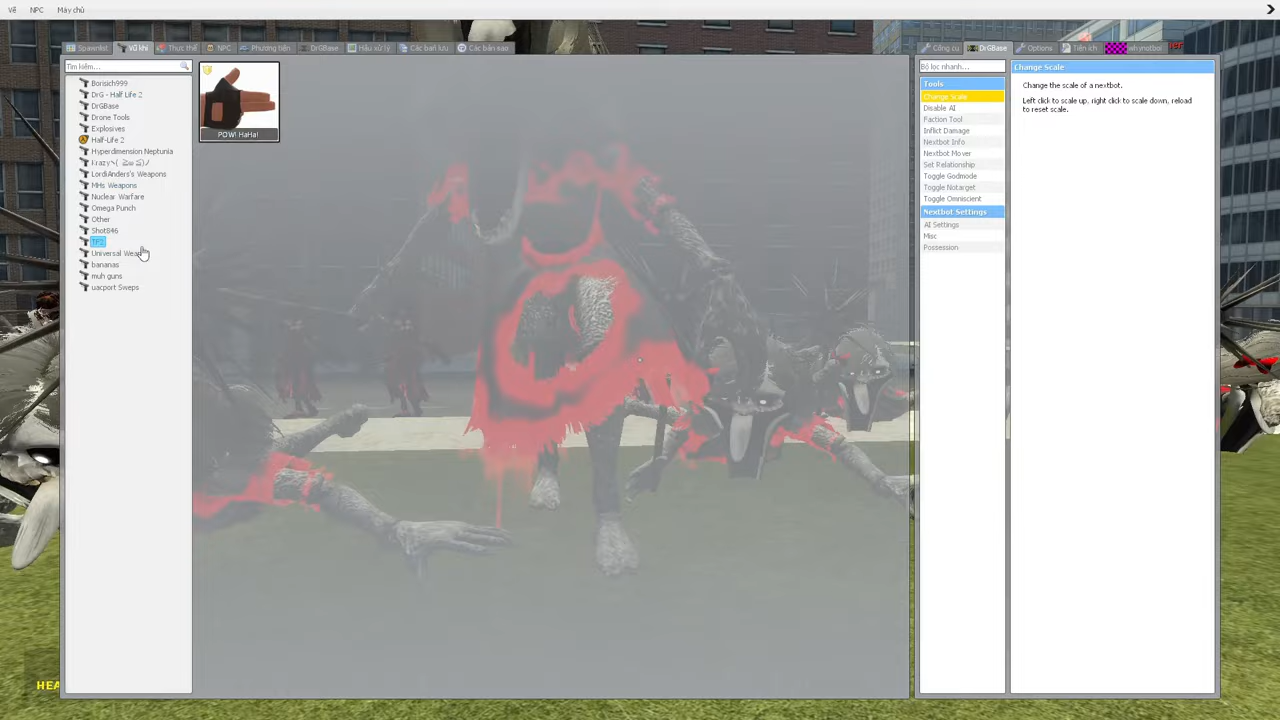 Vẽ NPC Máy chủ
Spawnlist Vũ khí Thực thể NPC Phương tiện DrGBase Hậu xử lý Các bản lưu Các bản sao
Công cụ DrGBase Options Tiện ích whynotboi
Tìm kiếm...
Borisich999
DrG - Half Life 2
DrGBase
Drone Tools
Explosives
Half-Life 2
Hyperdimension Neptunia
LordiAnders's Weapons
MHs Weapons
Nuclear Warfare
Omega Punch
Other
Shot846
TF2
Universal
bananas
muh guns
uacport Sweps
POW! HaHa!
Bộ lọc nhanh...
Tools
Change Scale
Disable AI
Faction Tool
Inflict Damage
Nextbot Info
Nextbot Mover
Set Relationship
Toggle Godmode
Toggle Notarget
Toggle Omniscient
Nextbot Settings
AI Settings
Misc
Possession
Change Scale
Change the scale of a nextbot.
Left click to scale up, right click to scale down, reload
to reset scale.
HEA